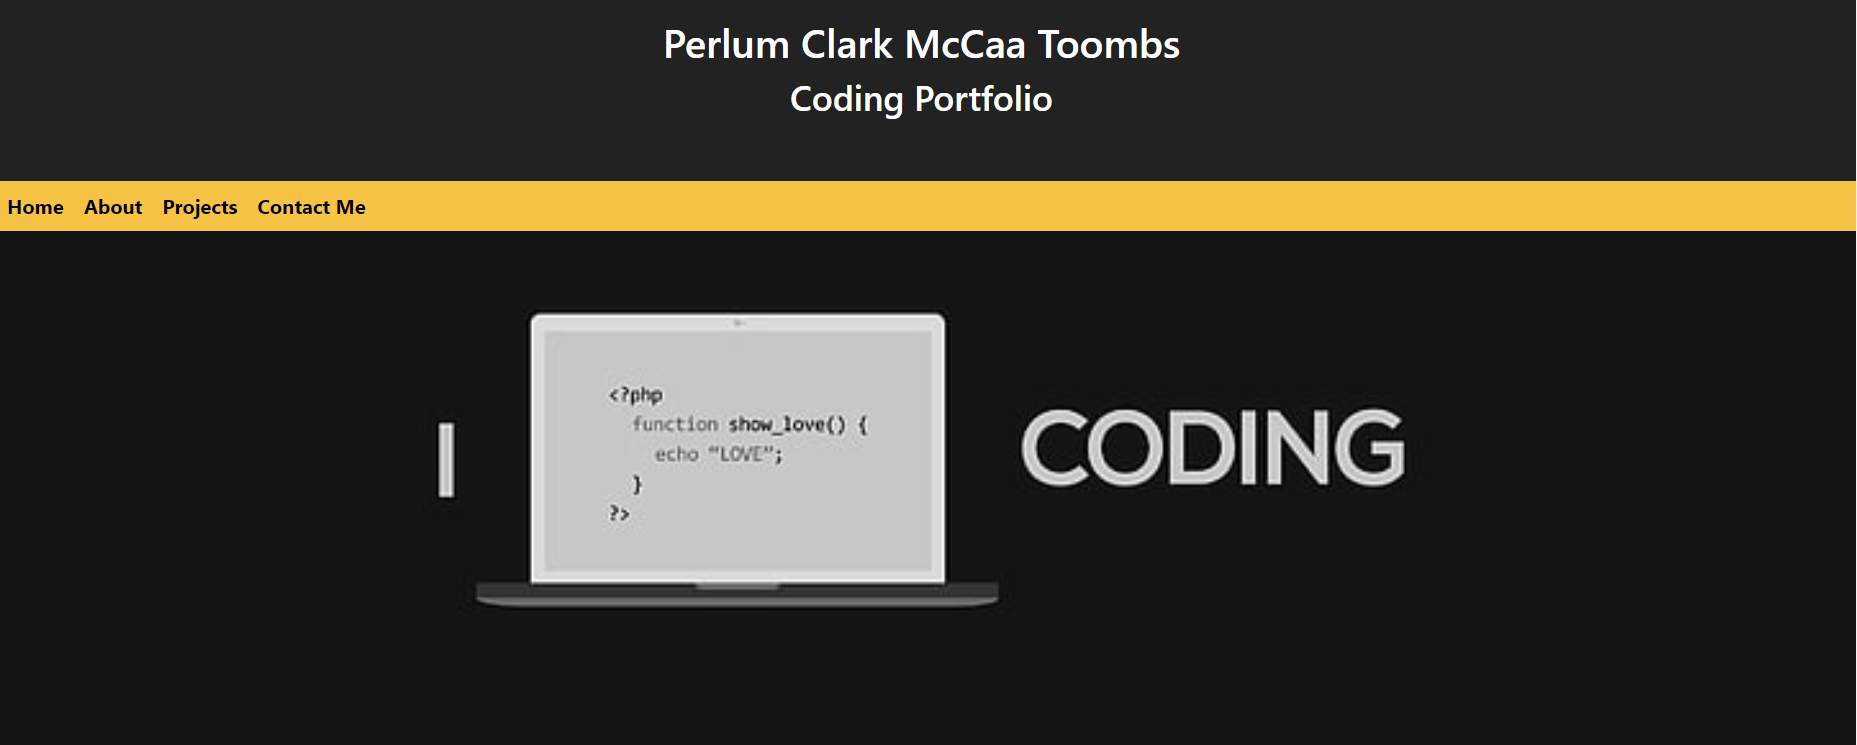 Perlum Clark McCaa Toombs
Coding Portfolio
Home About Projects Contact Me
I
<?php
function show_love() {
echo “LOVE”;
}
?>
CODING